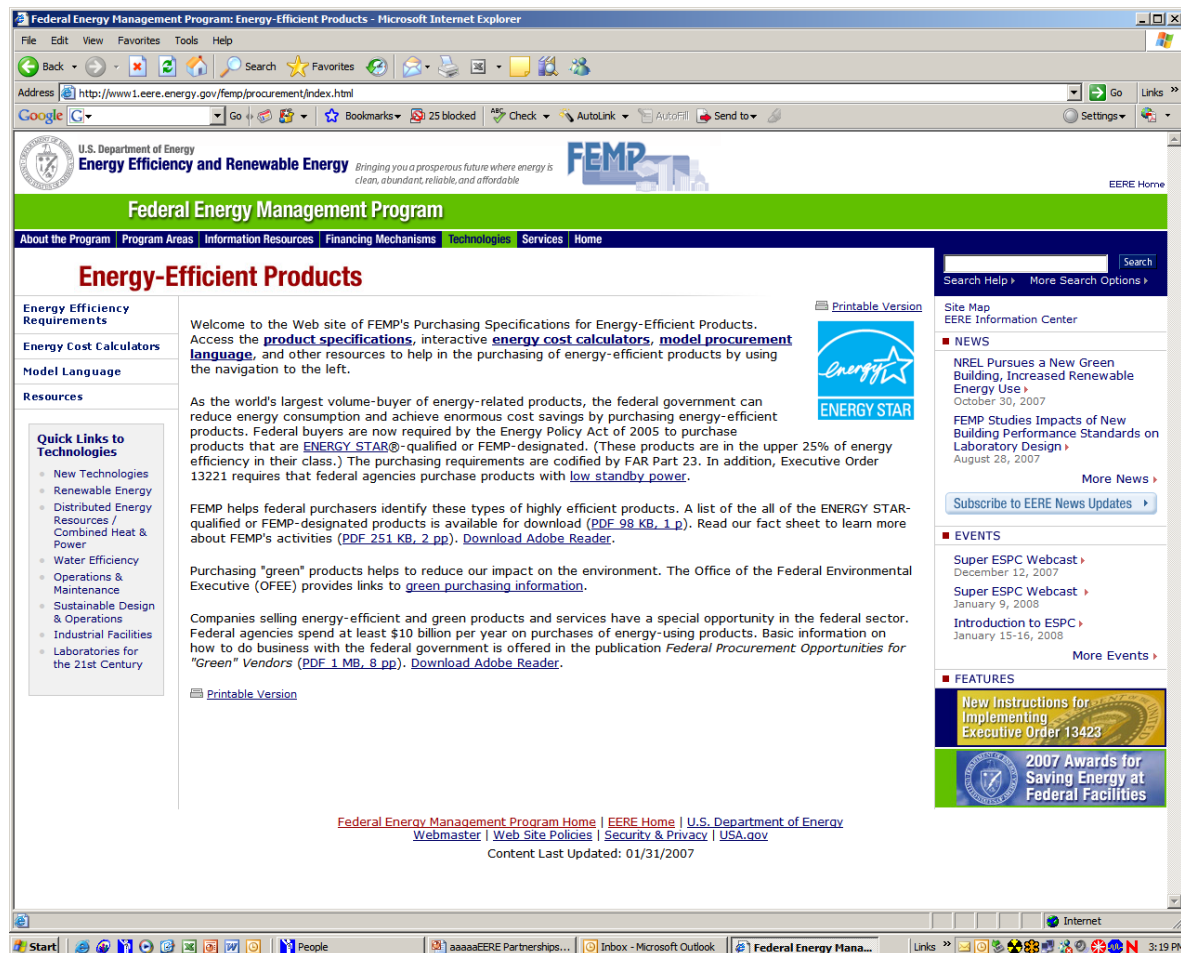 Federal Energy Management Program: Energy-Efficient Products - Microsoft Internet Explorer
File Edit View Favorites Tools Help
Back Search Favorites
Address http://www1.eere.energy.gov/femp/procurement/index.html Go Links »
Google G Go Bookmarks 25 blocked ABC Check AutoLink AutoFill Send to Settings
U.S. Department of Energy
Energy Efficiency and Renewable Energy
Bringing you a prosperous future where energy is
clean, abundant, reliable, and affordable
FEMP
EERE Home
Federal Energy Management Program
About the Program Program Areas Information Resources Financing Mechanisms Technologies Services Home
Energy-Efficient Products
Search
Search Help More Search Options
Energy Efficiency
Requirements
Energy Cost Calculators
Model Language
Resources
Quick Links to
Technologies
New Technologies
Renewable Energy
Distributed Energy
Resources /
Combined Heat &
Power
Water Efficiency
Operations &
Maintenance
Sustainable Design
& Operations
Industrial Facilities
Laboratories for
the 21st Century
Printable Version
Welcome to the Web site of FEMP's Purchasing Specifications for Energy-Efficient Products.
Access the product specifications, interactive energy cost calculators, model procurement
language, and other resources to help in the purchasing of energy-efficient products by using
the navigation to the left.
energy
ENERGY STAR
As the world's largest volume-buyer of energy-related products, the federal government can
reduce energy consumption and achieve enormous cost savings by purchasing energy-efficient
products. Federal buyers are now required by the Energy Policy Act of 2005 to purchase
products that are ENERGY STAR®-qualified or FEMP-designated. (These products are in the upper 25% of energy
efficiency in their class.) The purchasing requirements are codified by FAR Part 23. In addition, Executive Order
13221 requires that federal agencies purchase products with low standby power.
FEMP helps federal purchasers identify these types of highly efficient products. A list of the all of the ENERGY STAR-
qualified or FEMP-designated products is available for download (PDF 98 KB, 1 p). Read our fact sheet to learn more
about FEMP's activities (PDF 251 KB, 2 pp). Download Adobe Reader.
Purchasing "green" products helps to reduce our impact on the environment. The Office of the Federal Environmental
Executive (OFEE) provides links to green purchasing information.
Companies selling energy-efficient and green products and services have a special opportunity in the federal sector.
Federal agencies spend at least $10 billion per year on purchases of energy-using products. Basic information on
how to do business with the federal government is offered in the publication Federal Procurement Opportunities for
"Green" Vendors (PDF 1 MB, 8 pp). Download Adobe Reader.
Printable Version
Site Map
EERE Information Center
NEWS
NREL Pursues a New Green
Building, Increased Renewable
Energy Use
October 30, 2007
FEMP Studies Impacts of New
Building Performance Standards on
Laboratory Design
August 28, 2007
More News
Subscribe to EERE News Updates
EVENTS
Super ESPC Webcast
December 12, 2007
Super ESPC Webcast
January 9, 2008
Introduction to ESPC
January 15-16, 2008
More Events
FEATURES
New Instructions for
Implementing
Executive Order 13423
2007 Awards for
Saving Energy at
Federal Facilities
Federal Energy Management Program Home | EERE Home | U.S. Department of Energy
Webmaster | Web Site Policies | Security & Privacy | USA.gov
Content Last Updated: 01/31/2007
Internet
Start People aaaaaEERE Partnerships... Inbox - Microsoft Outlook Federal Energy Mana... Links » 3:19 PM